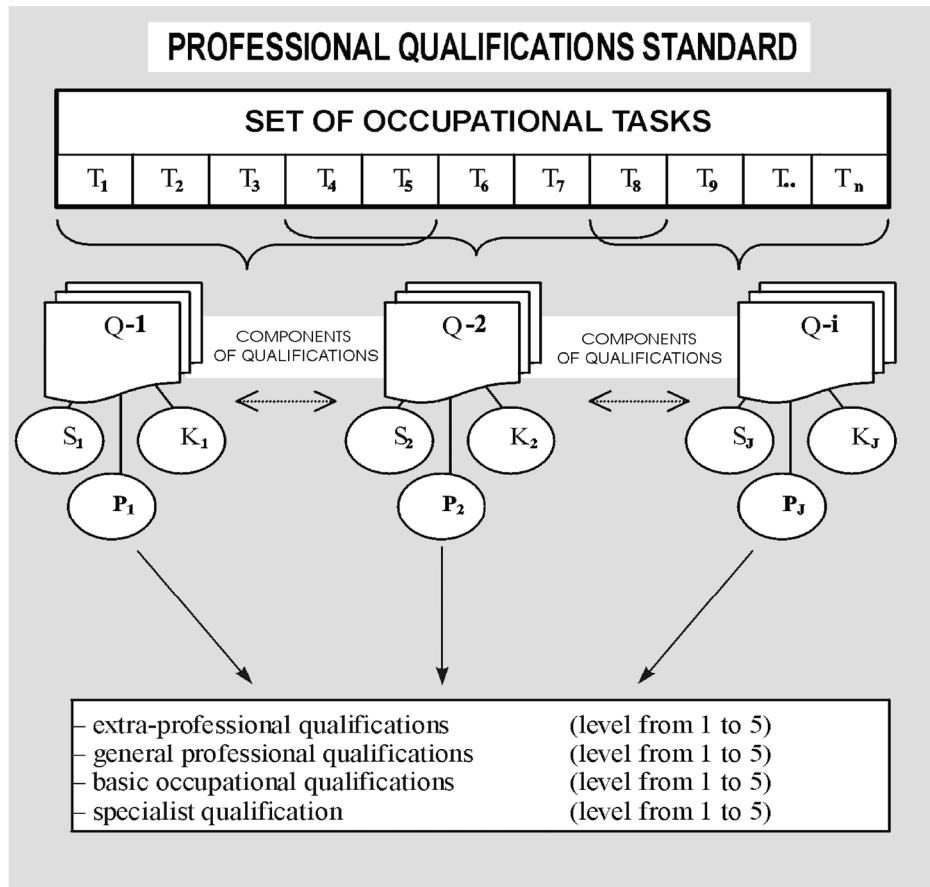 PROFESSIONAL QUALIFICATIONS STANDARD
SET OF OCCUPATIONAL TASKS
T₁ T₂ T₃ T₄ T₅ T₆ T₇ T₈ T₉ T.. Tₙ
Q-1 Q-2 Q-i
COMPONENTS OF QUALIFICATIONS
COMPONENTS OF QUALIFICATIONS
S₁ K₁ S₂ K₂ S_J K_J
P₁ P₂ P_J
– extra-professional qualifications (level from 1 to 5)
– general professional qualifications (level from 1 to 5)
– basic occupational qualifications (level from 1 to 5)
– specialist qualification (level from 1 to 5)